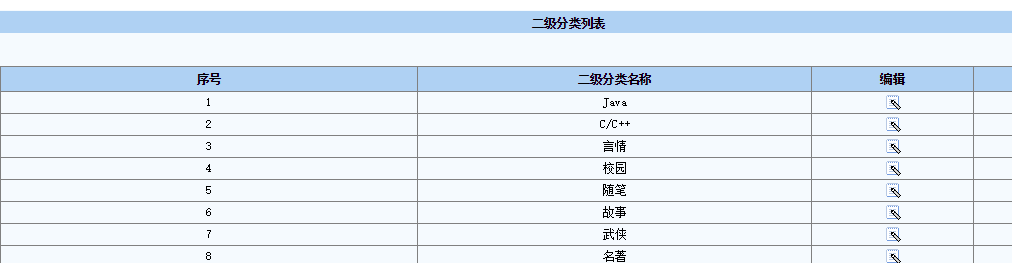 二级分类列表
序号 二级分类名称 编辑
1 Java
2 C/C++
3 言情
4 校园
5 随笔
6 故事
7 武侠
8 名著